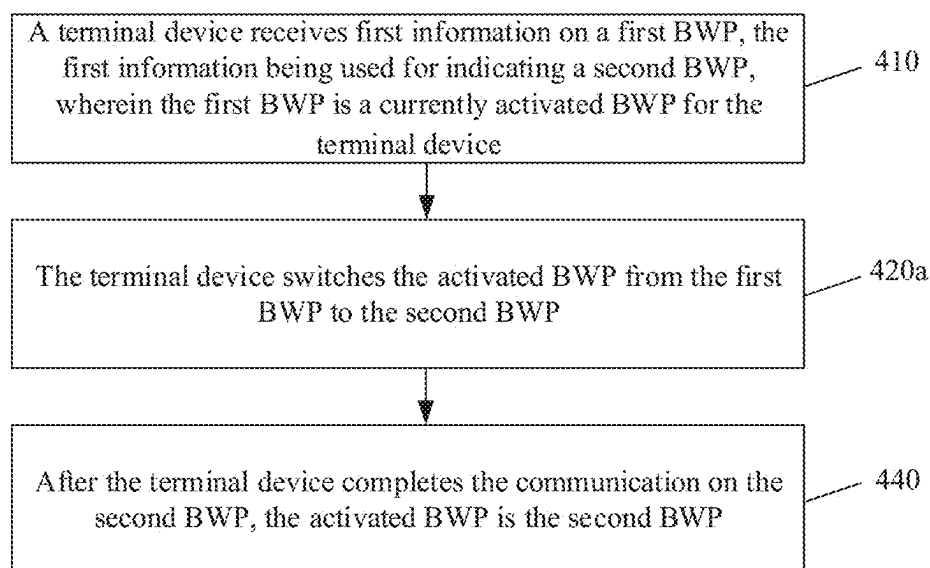 A terminal device receives first information on a first BWP, the
first information being used for indicating a second BWP,
wherein the first BWP is a currently activated BWP for the
terminal device
410
The terminal device switches the activated BWP from the first
BWP to the second BWP
420a
After the terminal device completes the communication on the
second BWP, the activated BWP is the second BWP
440